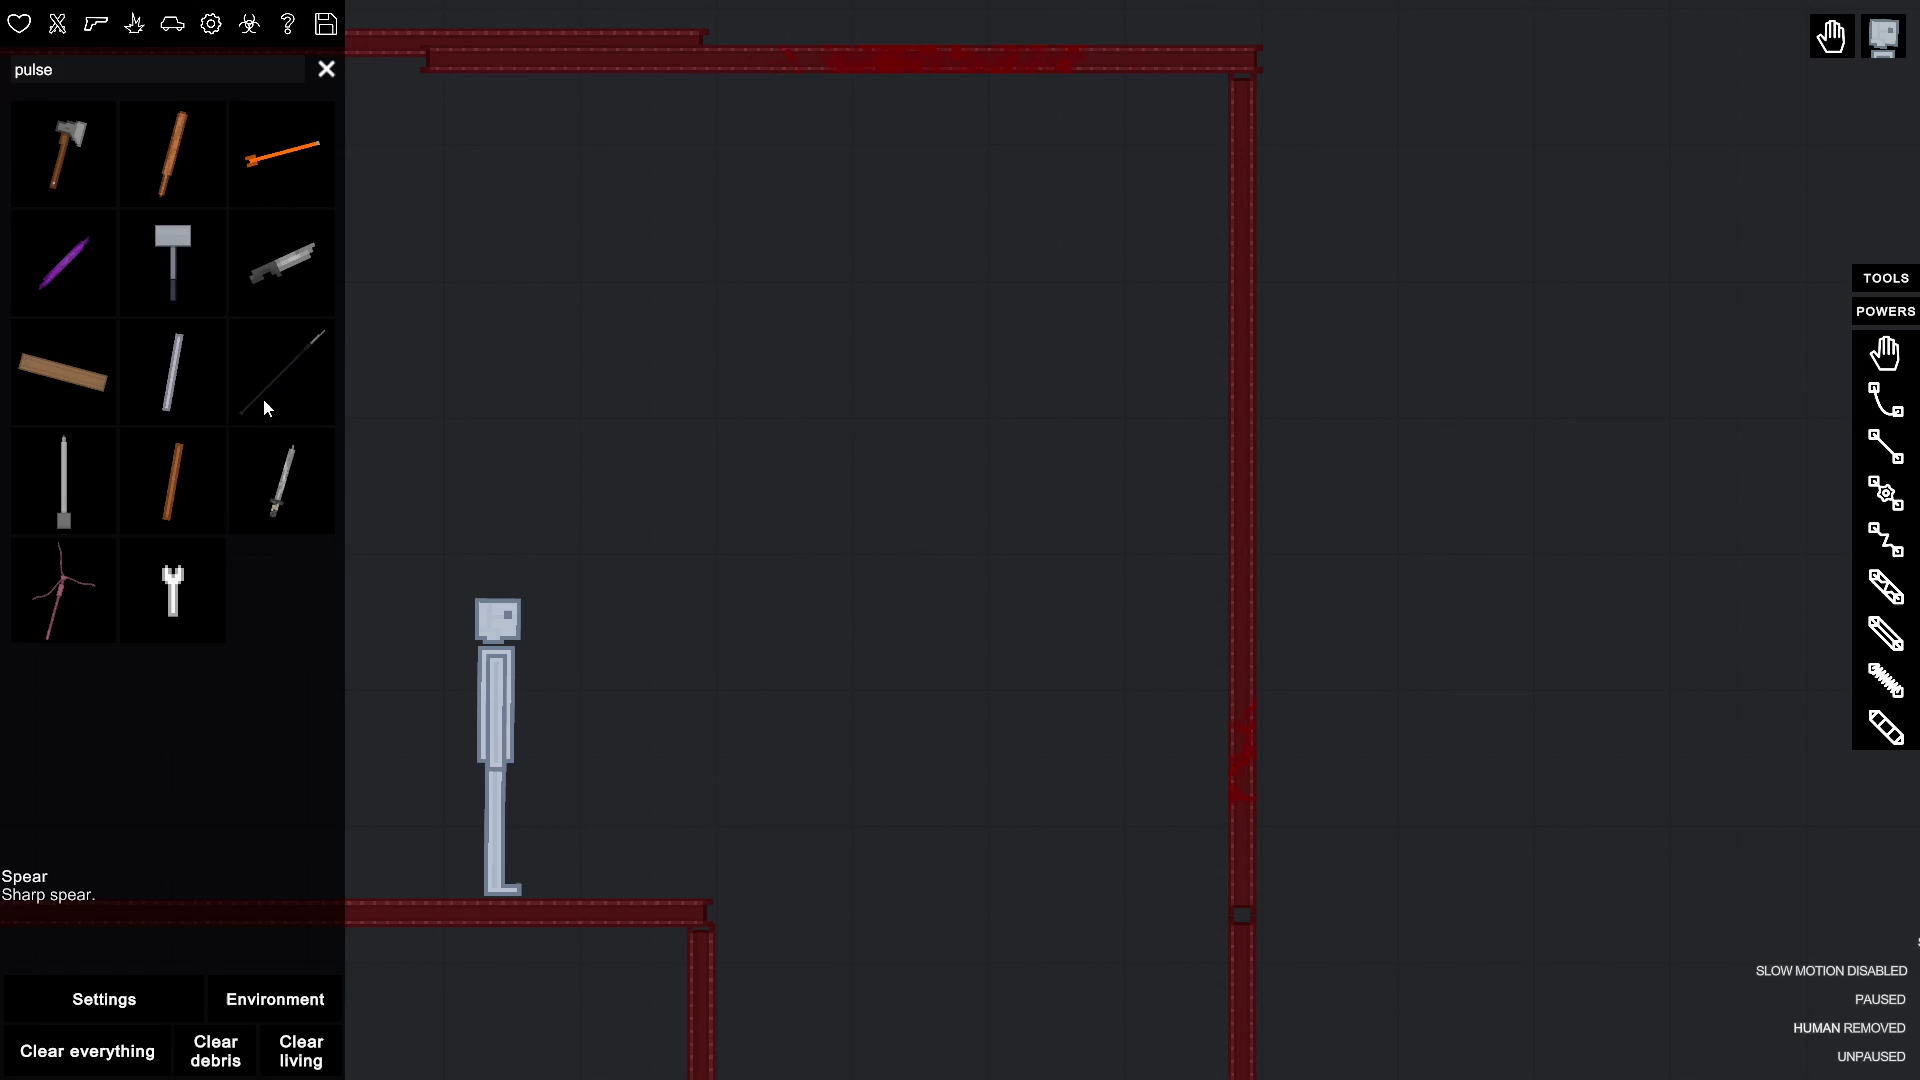 pulse
TOOLS
POWERS
Spear
Sharp spear.
Settings
Environment
Clear everything
Clear
debris
Clear
living
SLOW MOTION DISABLED
PAUSED
HUMAN REMOVED
UNPAUSED